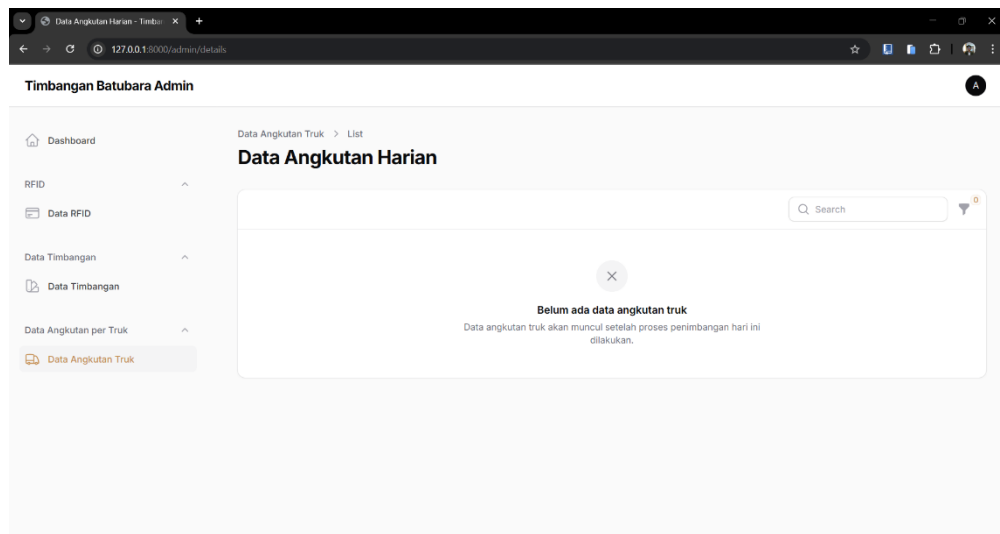 Data Angkutan Harian - Timban
127.0.0.1:8000/admin/details
Timbangan Batubara Admin
A
Dashboard
RFID
Data RFID
Data Timbangan
Data Timbangan
Data Angkutan per Truk
Data Angkutan Truk
Data Angkutan Truk > List
Data Angkutan Harian
Search
0
Belum ada data angkutan truk
Data angkutan truk akan muncul setelah proses penimbangan hari ini
dilakukan.